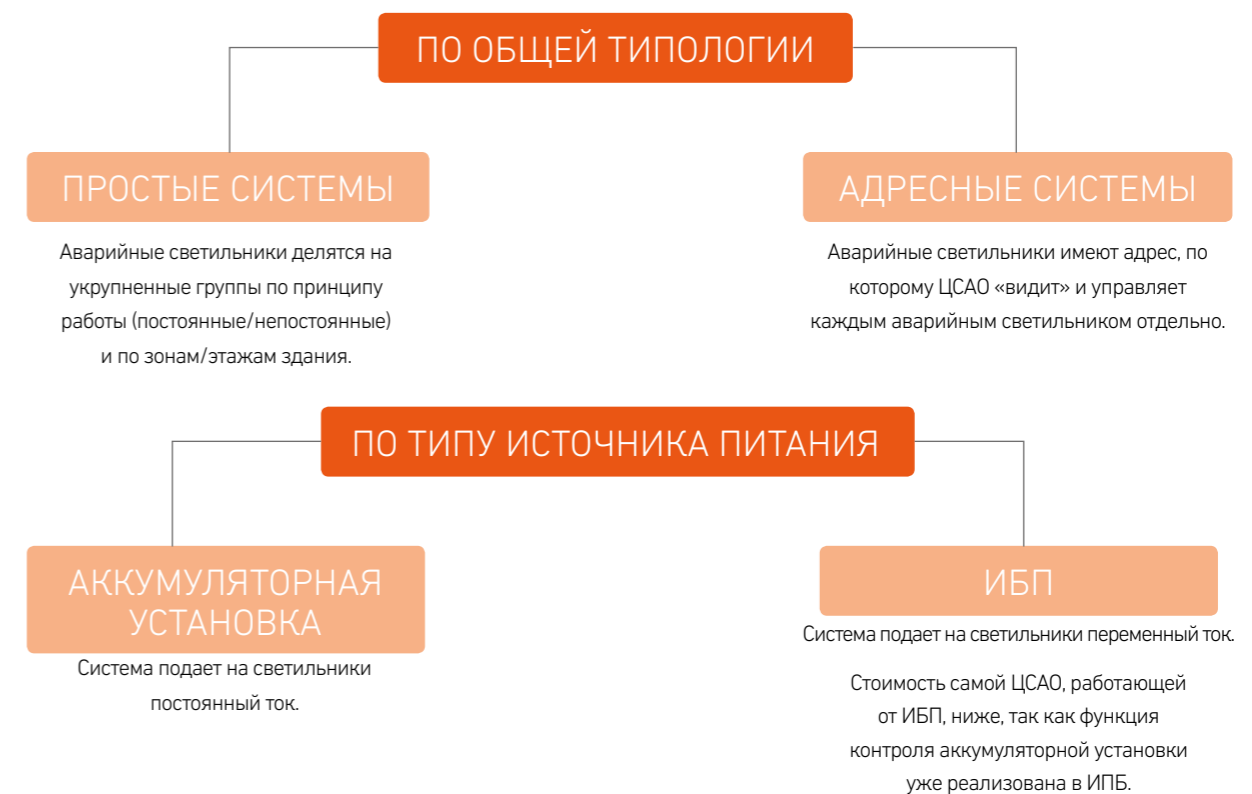 ПО ОБЩЕЙ ТИПОЛОГИИ
ПРОСТЫЕ СИСТЕМЫ
Аварийные светильники делятся на
укрупненные группы по принципу
работы (постоянные/непостоянные)
и по зонам/этажам здания.
АДРЕСНЫЕ СИСТЕМЫ
Аварийные светильники имеют адрес, по
которому ЦСАО «видит» и управляет
каждым аварийным светильником отдельно.
ПО ТИПУ ИСТОЧНИКА ПИТАНИЯ
АККУМУЛЯТОРНАЯ
УСТАНОВКА
Система подает на светильники
постоянный ток.
ИБП
Система подает на светильники переменный ток.
Стоимость самой ЦСАО, работающей
от ИБП, ниже, так как функция
контроля аккумуляторной установки
уже реализована в ИПБ.